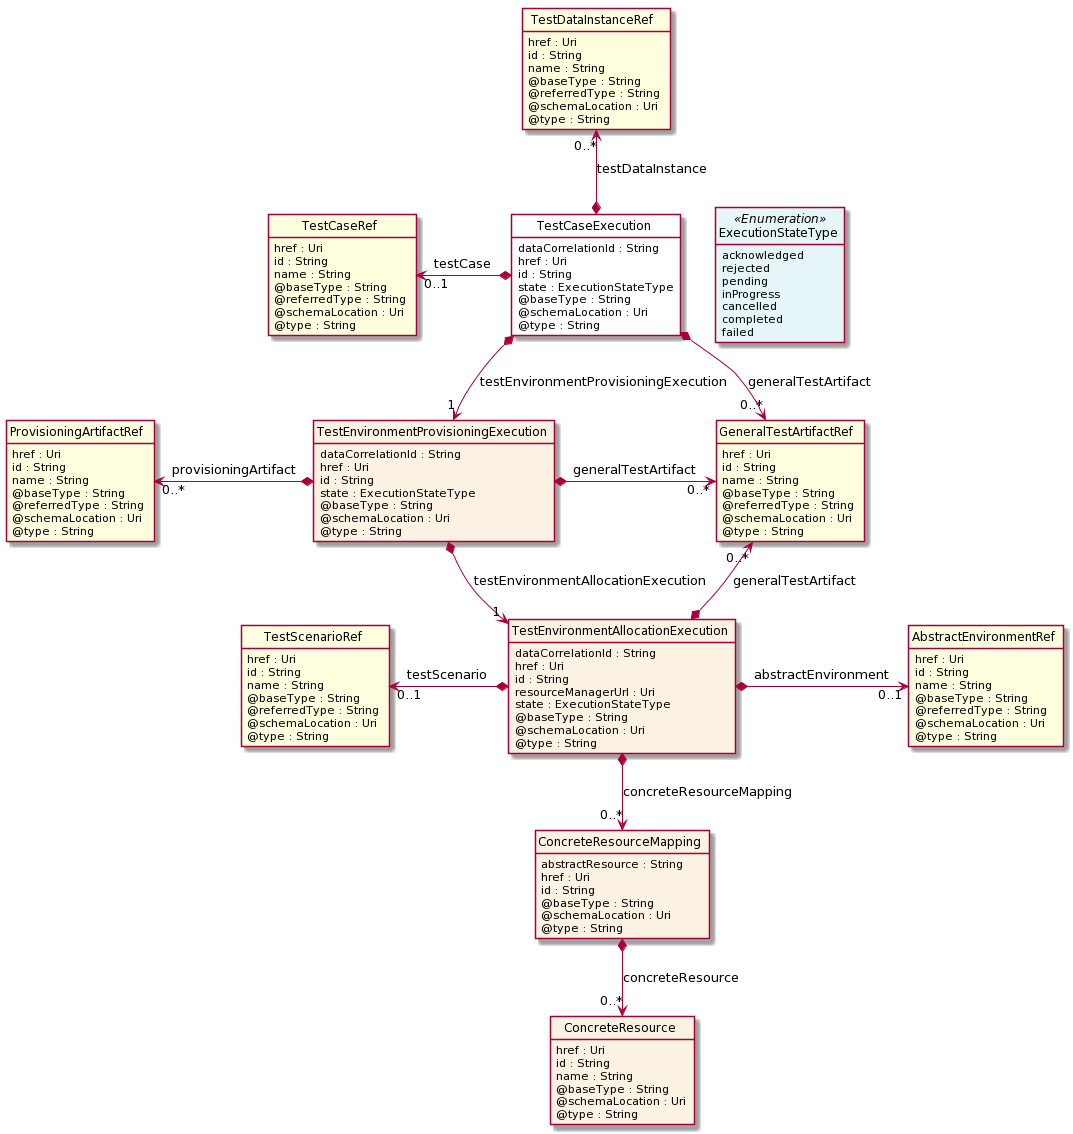 TestDataInstanceRef
href : Uri
id : String
name : String
@baseType : String
@referredType : String
@schemaLocation : Uri
@type : String
0..*
testDataInstance
TestCaseRef
href : Uri
id : String
name : String
@baseType : String
@referredType : String
@schemaLocation : Uri
@type : String
testCase
0..1
TestCaseExecution
dataCorrelationId : String
href : Uri
id : String
state : ExecutionStateType
@baseType : String
@schemaLocation : Uri
@type : String
«Enumeration»
ExecutionStateType
acknowledged
rejected
pending
inProgress
cancelled
completed
failed
testEnvironmentProvisioningExecution
1
generalTestArtifact
0..*
ProvisioningArtifactRef
href : Uri
id : String
name : String
@baseType : String
@referredType : String
@schemaLocation : Uri
@type : String
provisioningArtifact
0..*
TestEnvironmentProvisioningExecution
dataCorrelationId : String
href : Uri
id : String
state : ExecutionStateType
@baseType : String
@schemaLocation : Uri
@type : String
generalTestArtifact
0..*
GeneralTestArtifactRef
href : Uri
id : String
name : String
@baseType : String
@referredType : String
@schemaLocation : Uri
@type : String
testEnvironmentAllocationExecution
1
0..*
generalTestArtifact
TestScenarioRef
href : Uri
id : String
name : String
@baseType : String
@referredType : String
@schemaLocation : Uri
@type : String
testScenario
0..1
TestEnvironmentAllocationExecution
dataCorrelationId : String
href : Uri
id : String
resourceManagerUrl : Uri
state : ExecutionStateType
@baseType : String
@schemaLocation : Uri
@type : String
abstractEnvironment
0..1
AbstractEnvironmentRef
href : Uri
id : String
name : String
@baseType : String
@referredType : String
@schemaLocation : Uri
@type : String
concreteResourceMapping
0..*
ConcreteResourceMapping
abstractResource : String
href : Uri
id : String
@baseType : String
@schemaLocation : Uri
@type : String
concreteResource
0..*
ConcreteResource
href : Uri
id : String
name : String
@baseType : String
@schemaLocation : Uri
@type : String